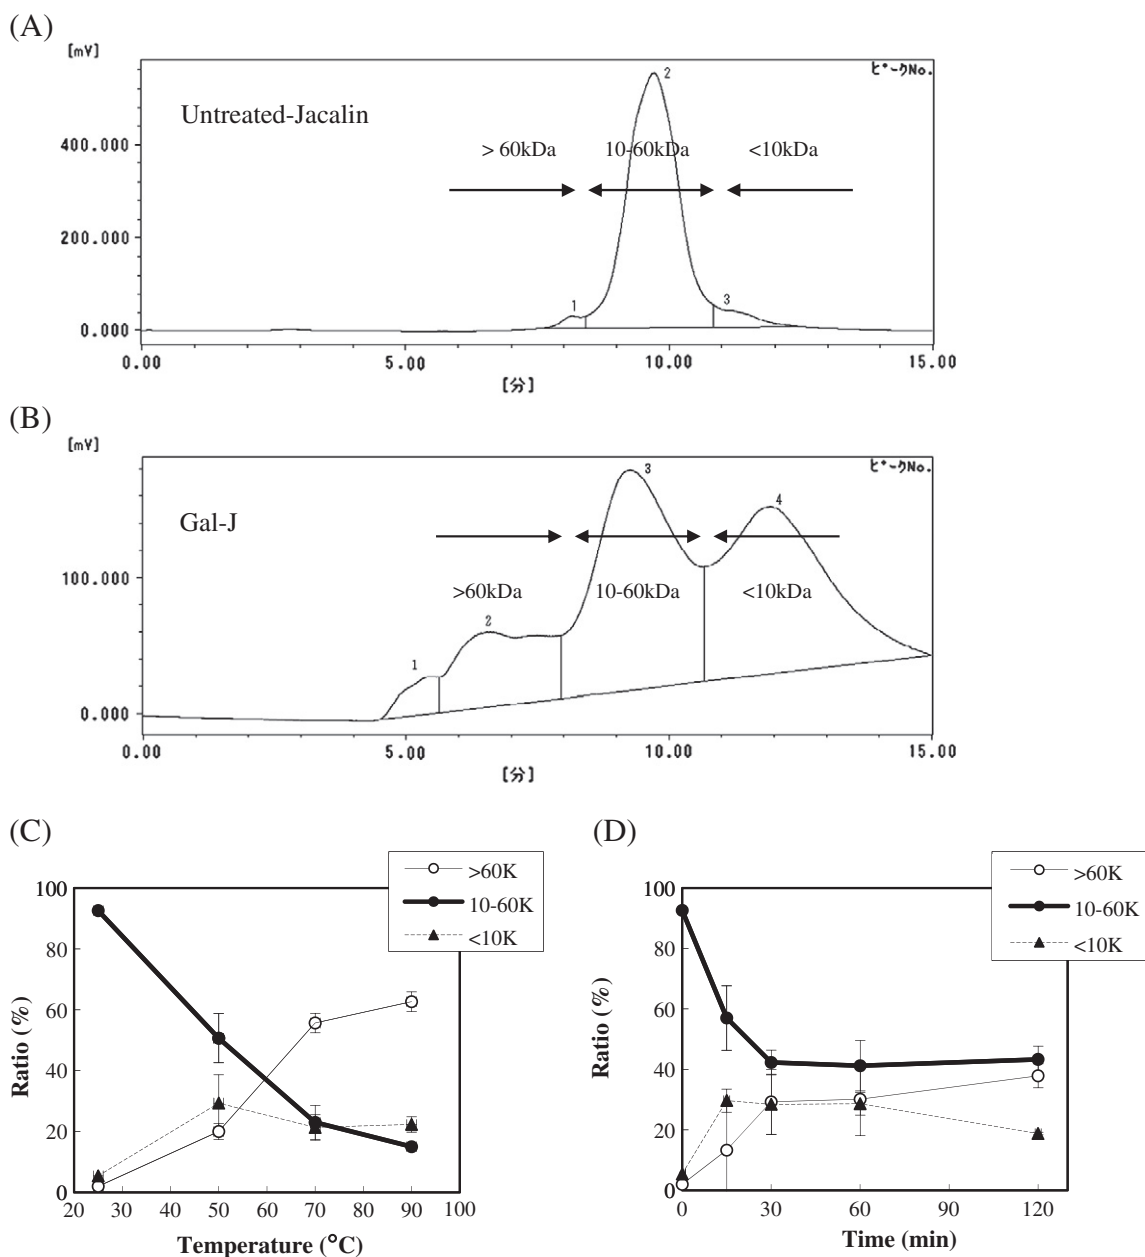 (A)
[mV]
ピークNo.
Untreated-Jacalin
2
> 60kDa 10-60kDa <10kDa
400.000
200.000
1 3
0.000
0.00 5.00 10.00 15.00
[分]
(B)
[mV]
ピークNo.
Gal-J
3
4
100.000
>60kDa 10-60kDa <10kDa
2
1
0.000
0.00 5.00 10.00 15.00
[分]
(C)
>60K
10-60K
<10K
100
80
60
40
20
0
Ratio (%)
20 30 40 50 60 70 80 90 100
Temperature (°C)
(D)
>60K
10-60K
<10K
100
80
60
40
20
0
Ratio (%)
0 30 60 90 120
Time (min)